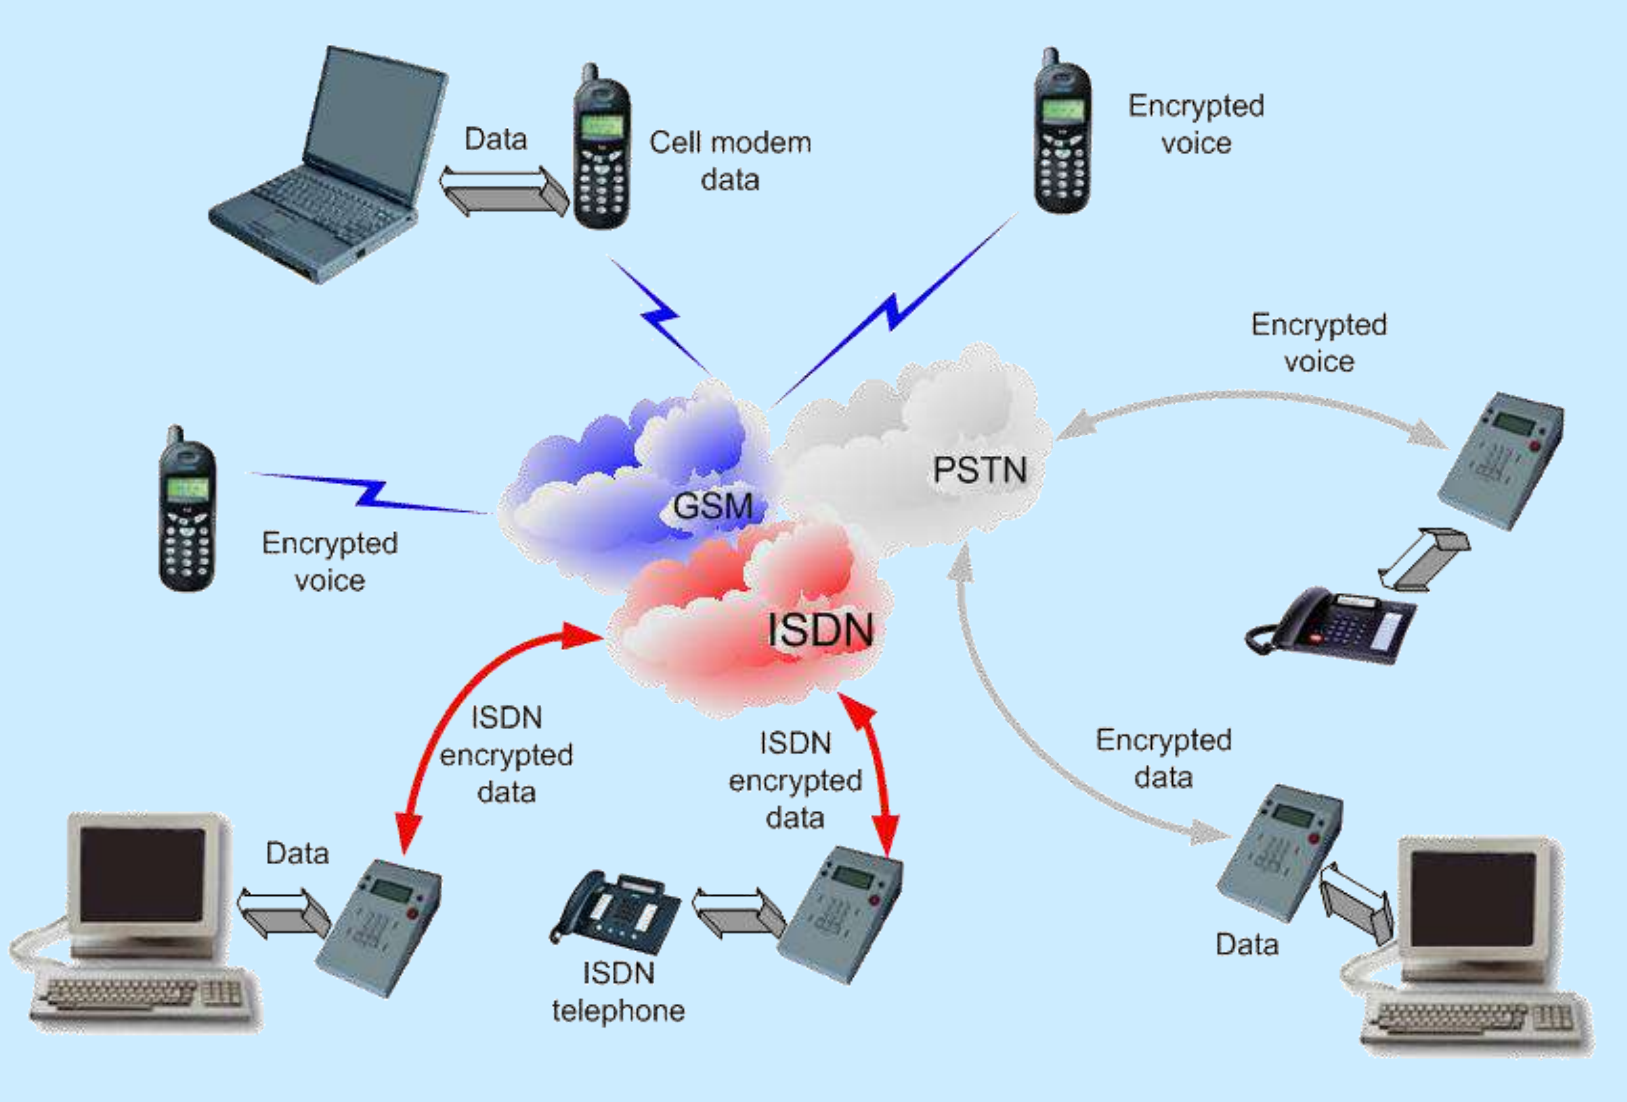 Data
Cell modem
data
Encrypted
voice
Encrypted
voice
PSTN
GSM
Encrypted
voice
ISDN
ISDN
encrypted
data
ISDN
encrypted
data
Encrypted
data
Data
Data
ISDN
telephone